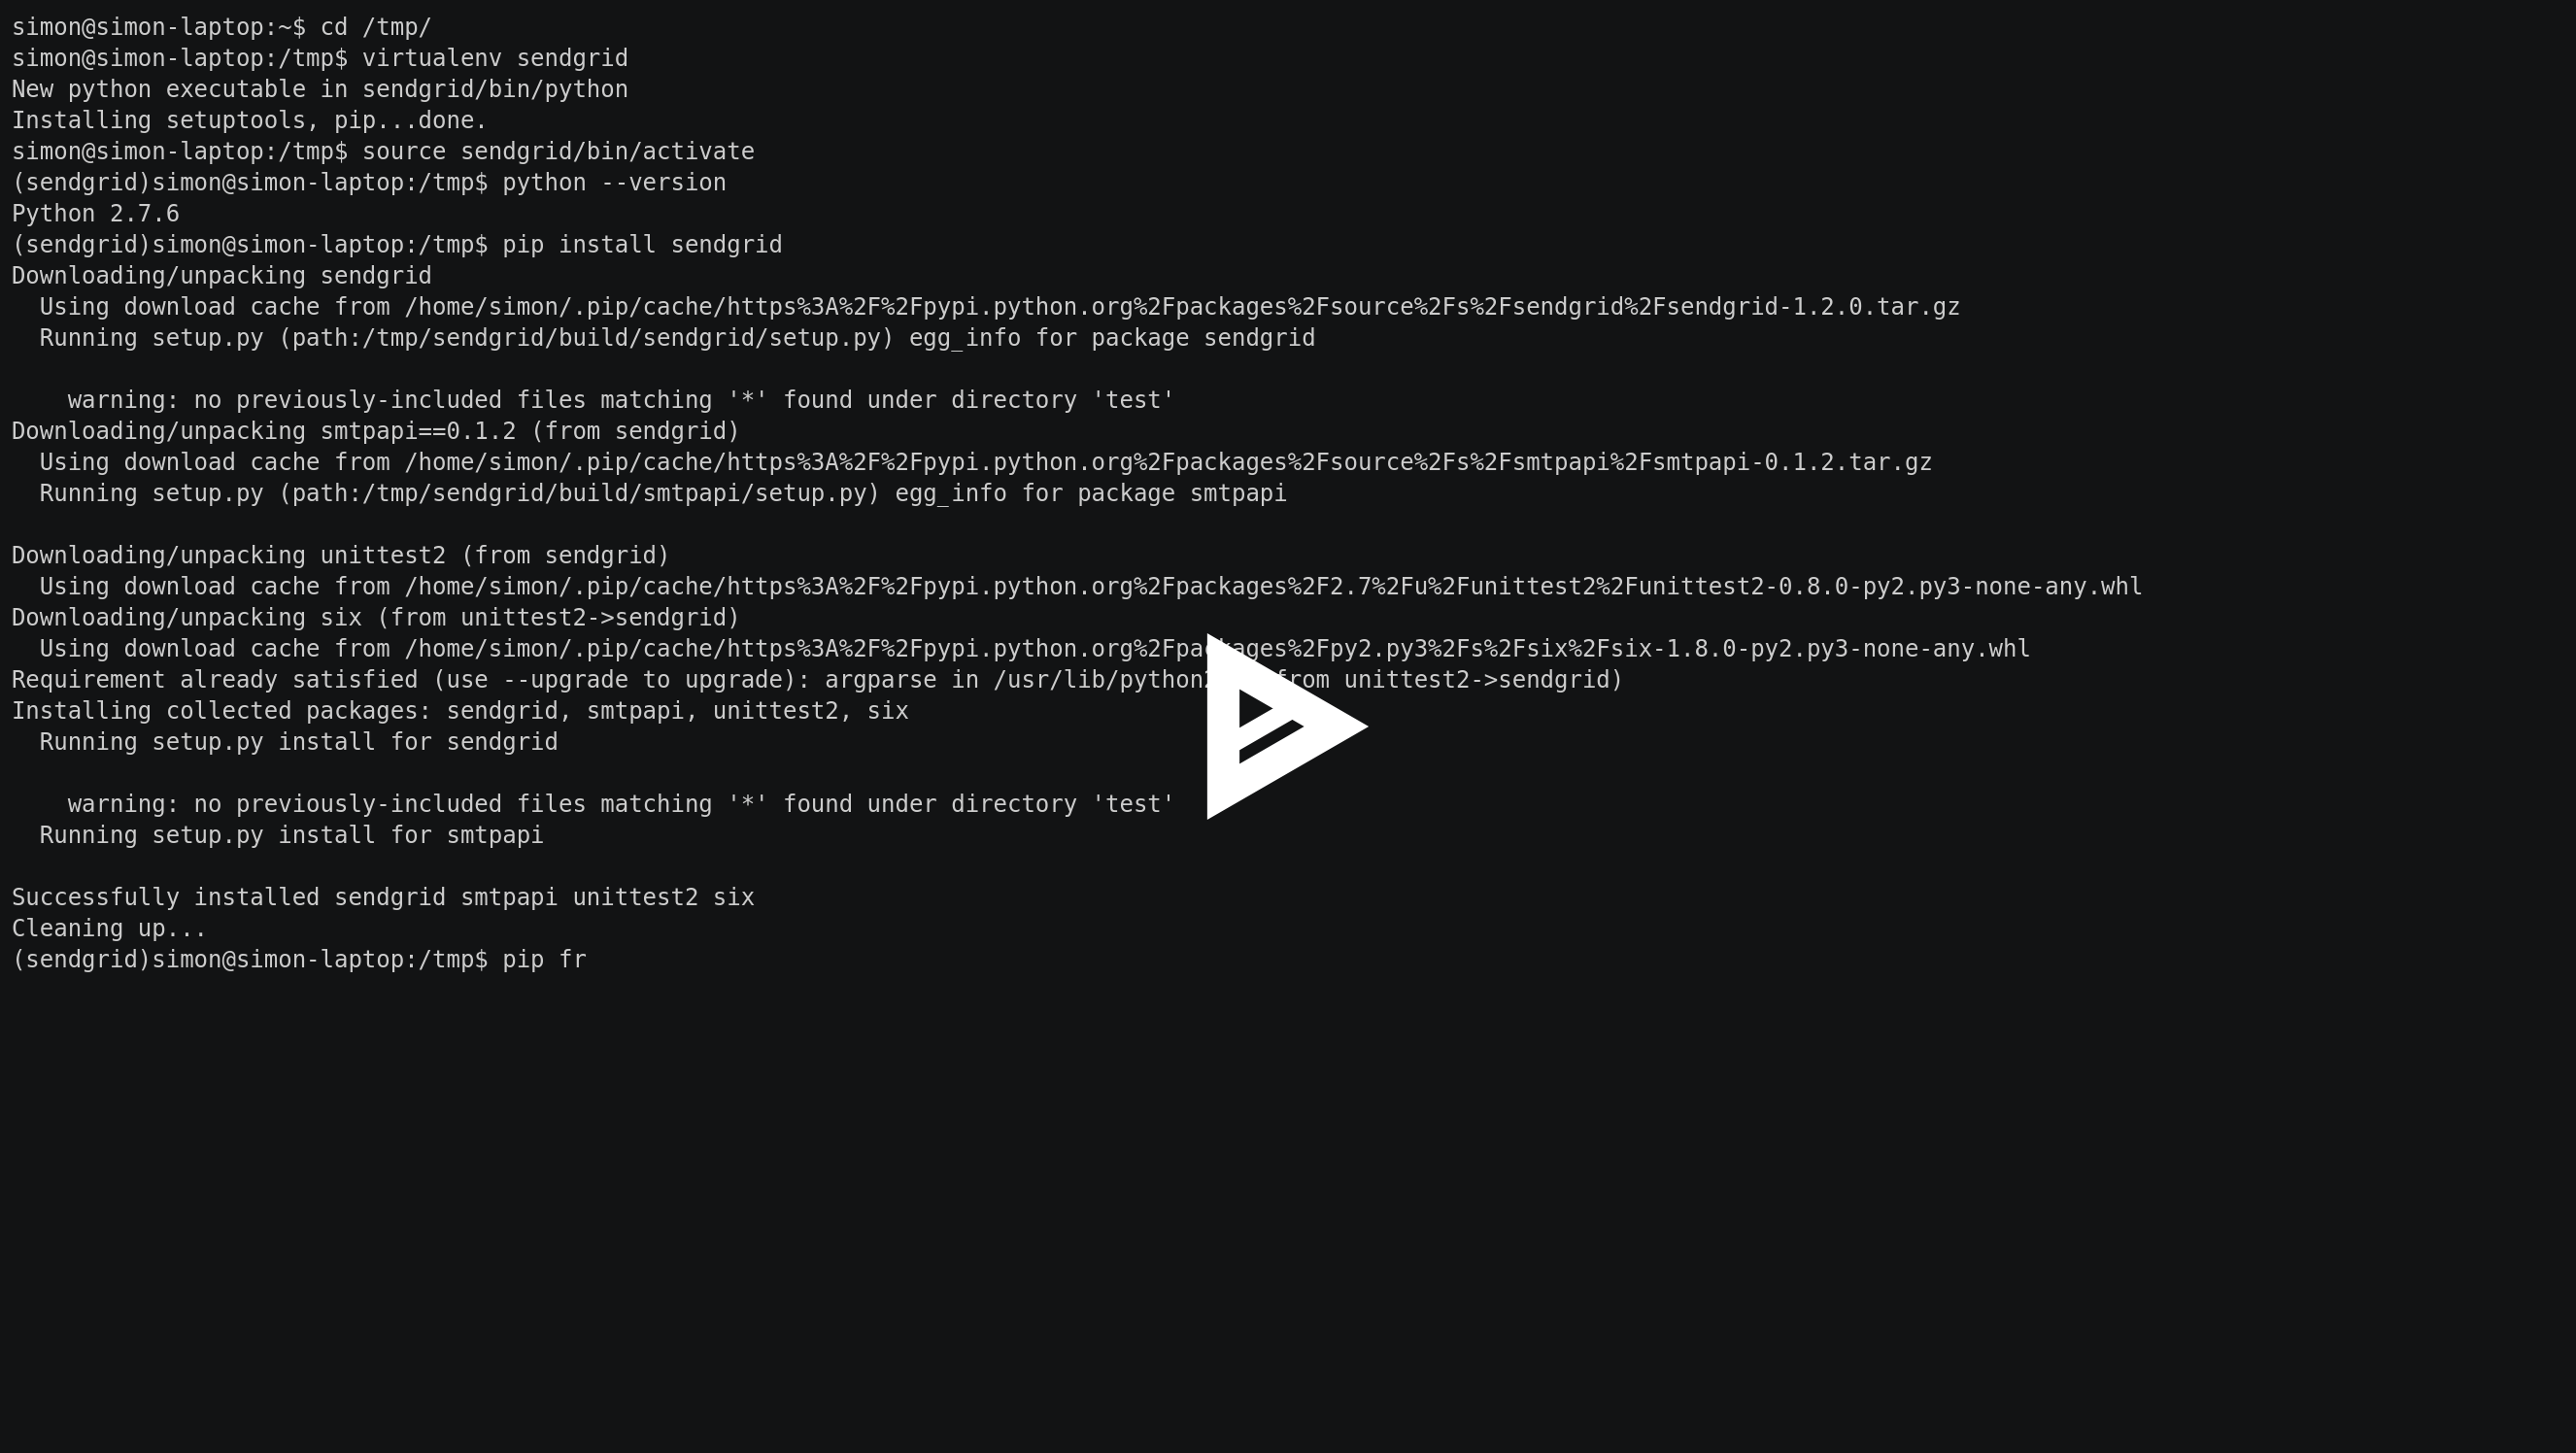 simon@simon-laptop:~$ cd /tmp/
simon@simon-laptop:/tmp$ virtualenv sendgrid
New python executable in sendgrid/bin/python
Installing setuptools, pip...done.
simon@simon-laptop:/tmp$ source sendgrid/bin/activate
(sendgrid)simon@simon-laptop:/tmp$ python --version
Python 2.7.6
(sendgrid)simon@simon-laptop:/tmp$ pip install sendgrid
Downloading/unpacking sendgrid
  Using download cache from /home/simon/.pip/cache/https%3A%2F%2Fpypi.python.org%2Fpackages%2Fsource%2Fs%2Fsendgrid%2Fsendgrid-1.2.0.tar.gz
  Running setup.py (path:/tmp/sendgrid/build/sendgrid/setup.py) egg_info for package sendgrid

    warning: no previously-included files matching '*' found under directory 'test'
Downloading/unpacking smtpapi==0.1.2 (from sendgrid)
  Using download cache from /home/simon/.pip/cache/https%3A%2F%2Fpypi.python.org%2Fpackages%2Fsource%2Fs%2Fsmtpapi%2Fsmtpapi-0.1.2.tar.gz
  Running setup.py (path:/tmp/sendgrid/build/smtpapi/setup.py) egg_info for package smtpapi

Downloading/unpacking unittest2 (from sendgrid)
  Using download cache from /home/simon/.pip/cache/https%3A%2F%2Fpypi.python.org%2Fpackages%2F2.7%2Fu%2Funittest2%2Funittest2-0.8.0-py2.py3-none-any.whl
Downloading/unpacking six (from unittest2->sendgrid)
  Using download cache from /home/simon/.pip/cache/https%3A%2F%2Fpypi.python.org%2Fpackages%2Fpy2.py3%2Fs%2Fsix%2Fsix-1.8.0-py2.py3-none-any.whl
Requirement already satisfied (use --upgrade to upgrade): argparse in unittest2->sendgrid)
Installing collected packages: sendgrid, smtpapi, unittest2, six
  Running setup.py install for sendgrid

    warning: no previously-included files matching '*' found under directory 'test'
  Running setup.py install for smtpapi

Successfully installed sendgrid smtpapi unittest2 six
Cleaning up...
(sendgrid)simon@simon-laptop:/tmp$ pip fr